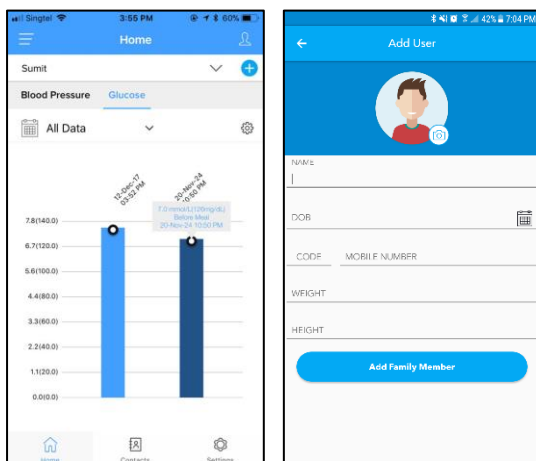 Singtel 3:55 PM 60%
Home
Sumit
Blood Pressure Glucose
All Data
12-Dec-17
03:52 PM
20-Nov-24
10:50 PM
7.0 mmol/L(126mg/dL)
Before Meal
20-Nov-24 10:50 PM
7.8(140.0)
6.7(120.0)
5.6(100.0)
4.4(80.0)
3.3(60.0)
2.2(40.0)
1.1(20.0)
0.0(0.0)
Home Contacts Settings
42% 7:04 PM
Add User
NAME
DOB
CODE MOBILE NUMBER
WEIGHT
HEIGHT
Add Family Member